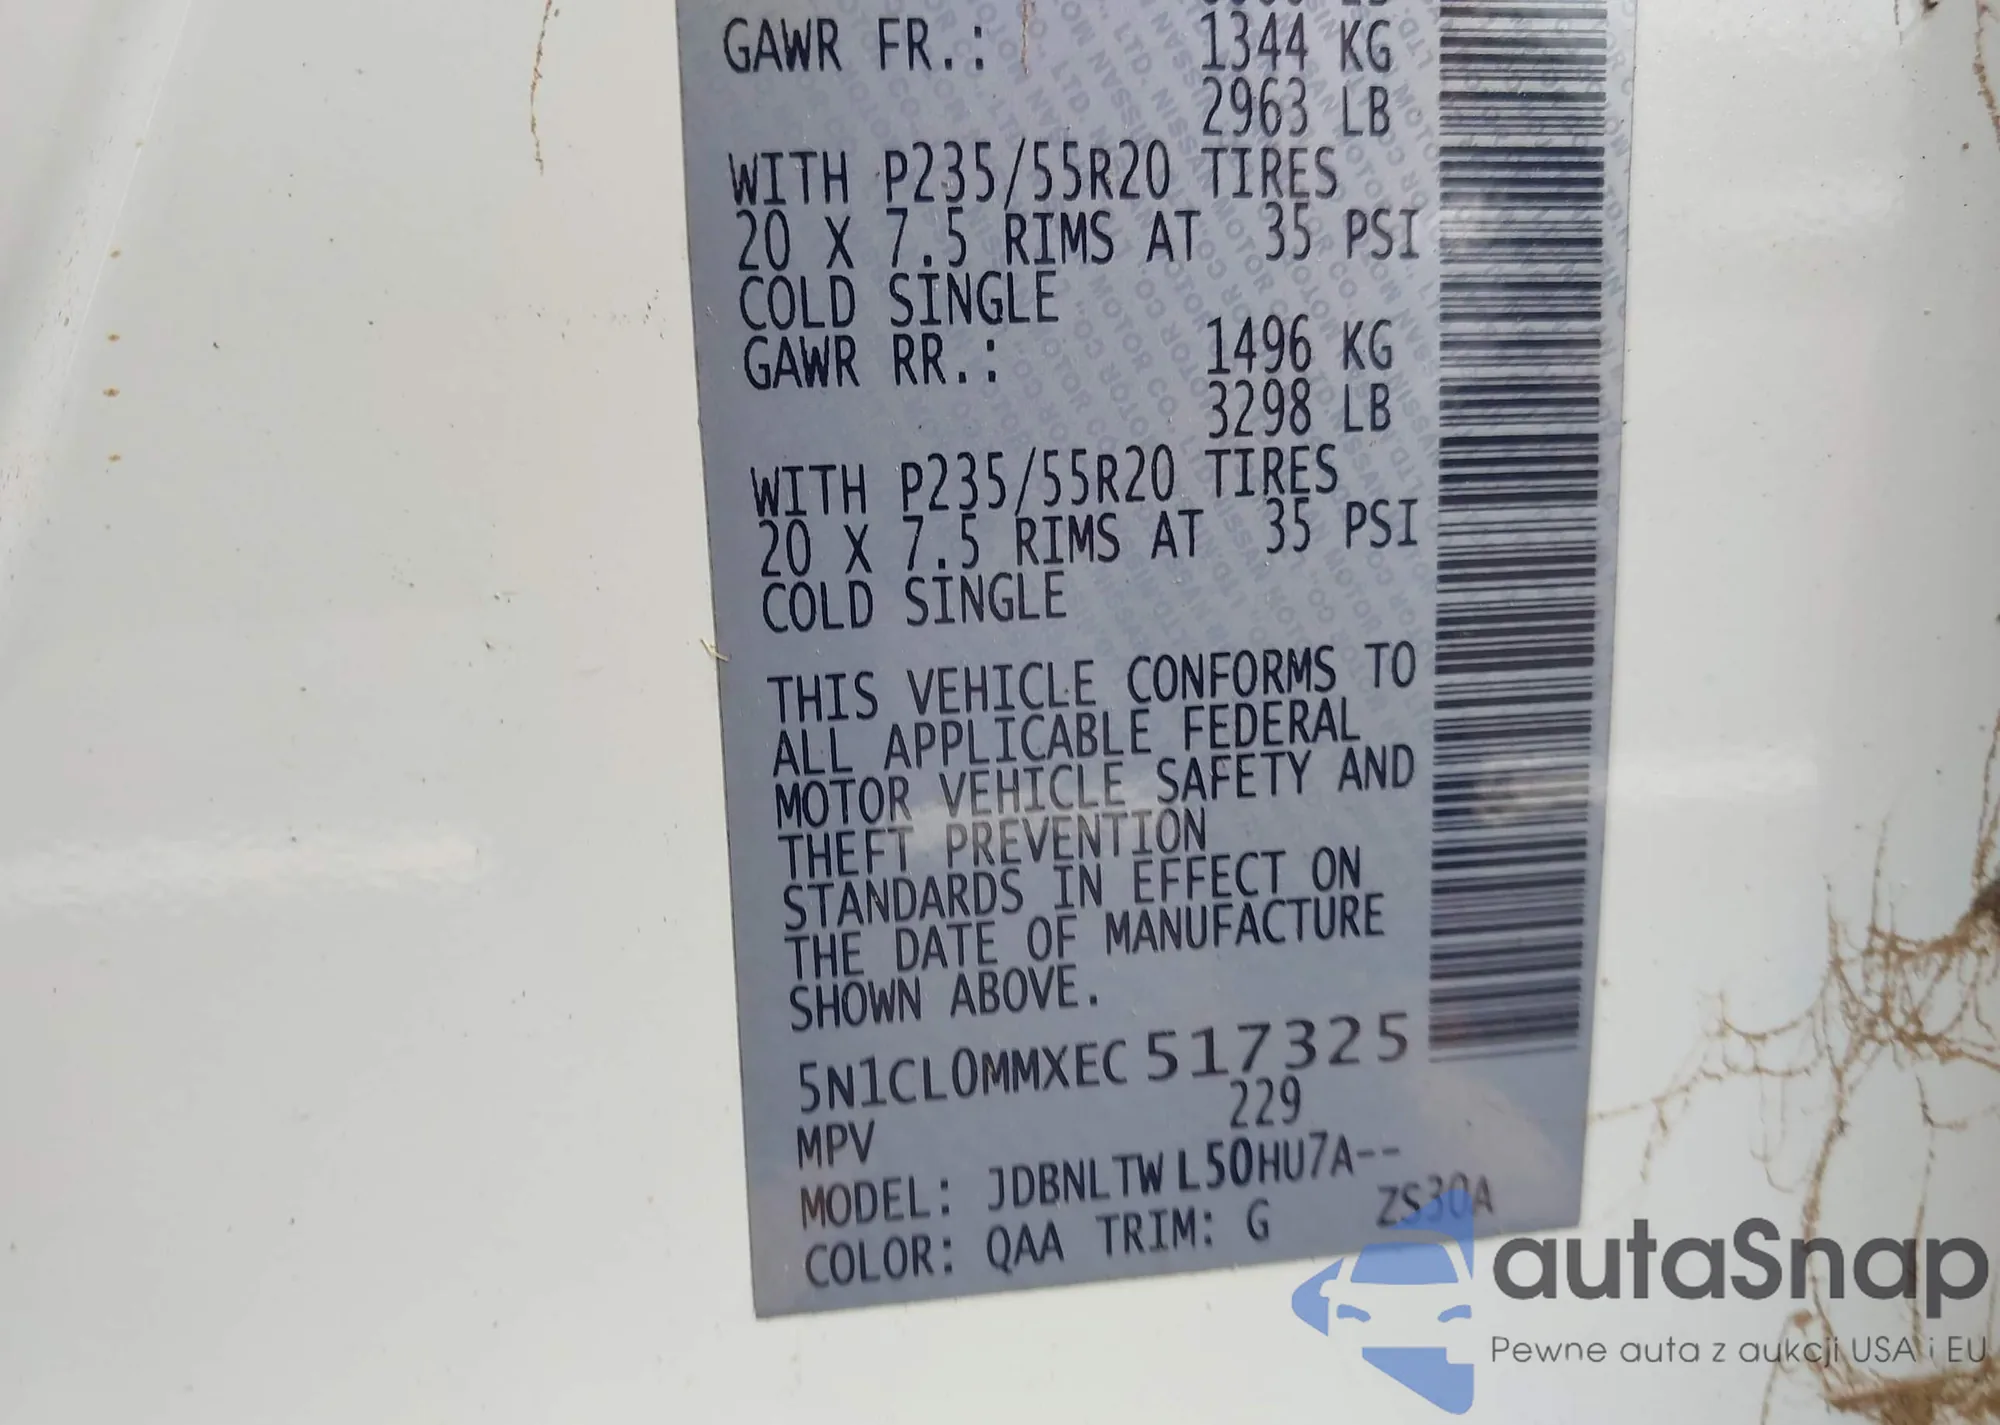 GAWR FR.: 1344 KG
2963 LB
WITH P235/55R20 TIRES
20 X 7.5 RIMS AT 35 PSI
COLD SINGLE
GAWR RR.: 1496 KG
3298 LB
WITH P235/55R20 TIRES
20 X 7.5 RIMS AT 35 PSI
COLD SINGLE
THIS VEHICLE CONFORMS TO
ALL APPLICABLE FEDERAL
MOTOR VEHICLE SAFETY AND
THEFT PREVENTION
STANDARDS IN EFFECT ON
THE DATE OF MANUFACTURE
SHOWN ABOVE.
5N1CL0MMXEC517325
MPV 229
MODEL: JDBNLTWL50HU7A--
COLOR: QAA TRIM: G ZS30A
autaSnap
Pewne auta z aukcji USA i EU